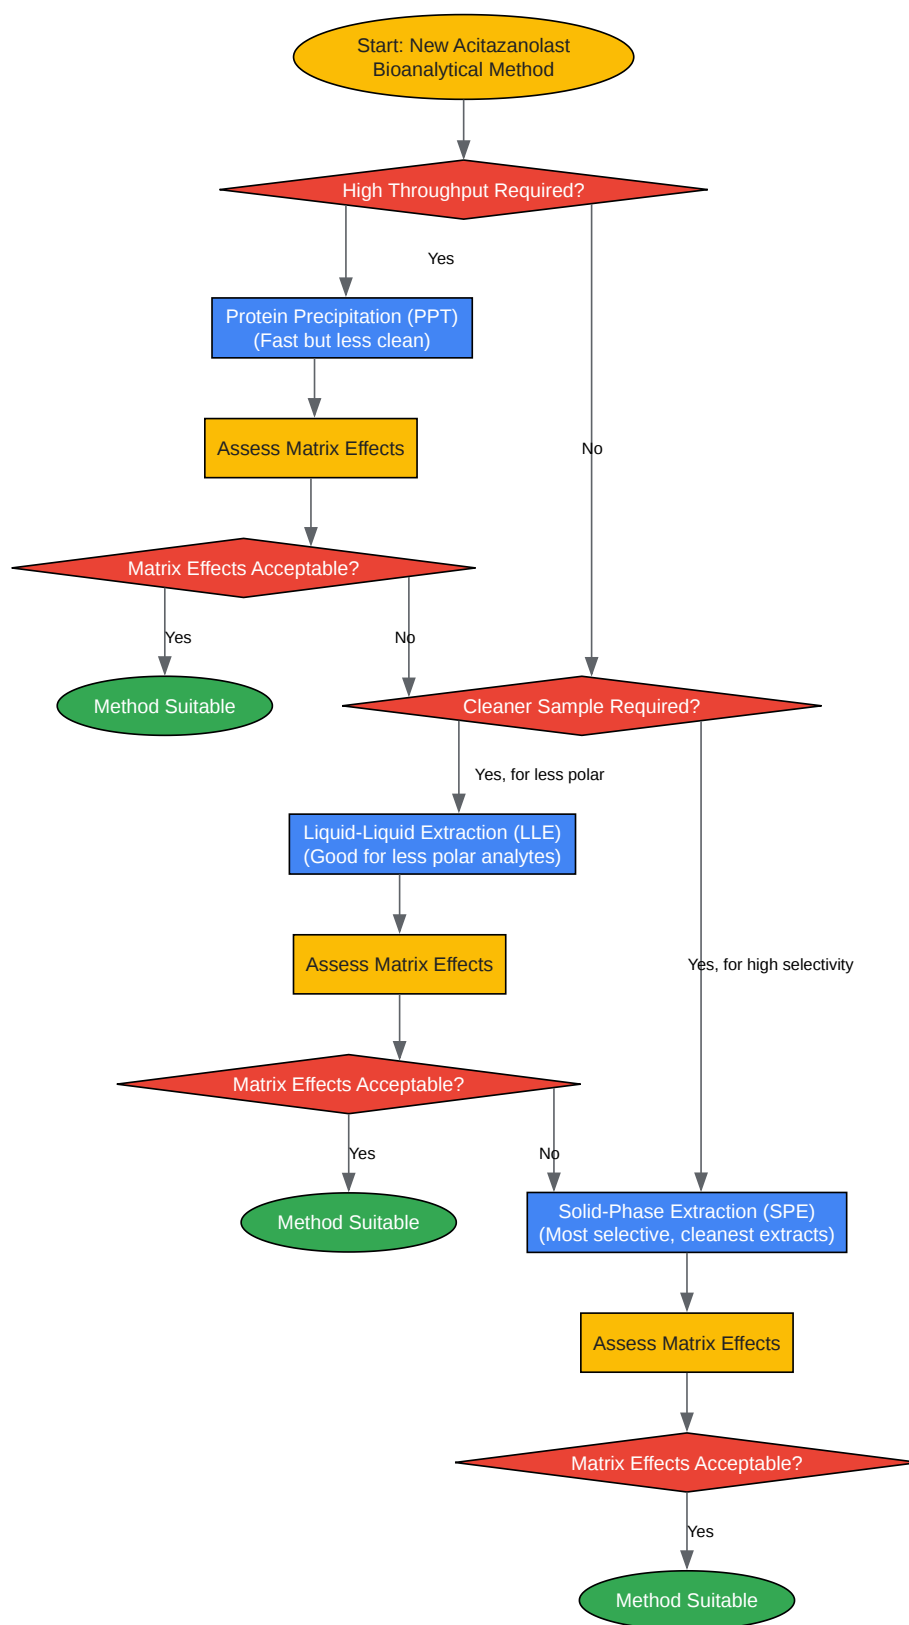 Start: New Acitazanolast
Bioanalytical Method
High Throughput Required?
Yes
Protein Precipitation (PPT)
(Fast but less clean)
No
Assess Matrix Effects
Matrix Effects Acceptable?
Yes
No
Method Suitable
Cleaner Sample Required?
Yes, for less polar
Liquid-Liquid Extraction (LLE)
(Good for less polar analytes)
Assess Matrix Effects
Yes, for high selectivity
Matrix Effects Acceptable?
Yes
No
Method Suitable
Solid-Phase Extraction (SPE)
(Most selective, cleanest extracts)
Assess Matrix Effects
Matrix Effects Acceptable?
Yes
Method Suitable